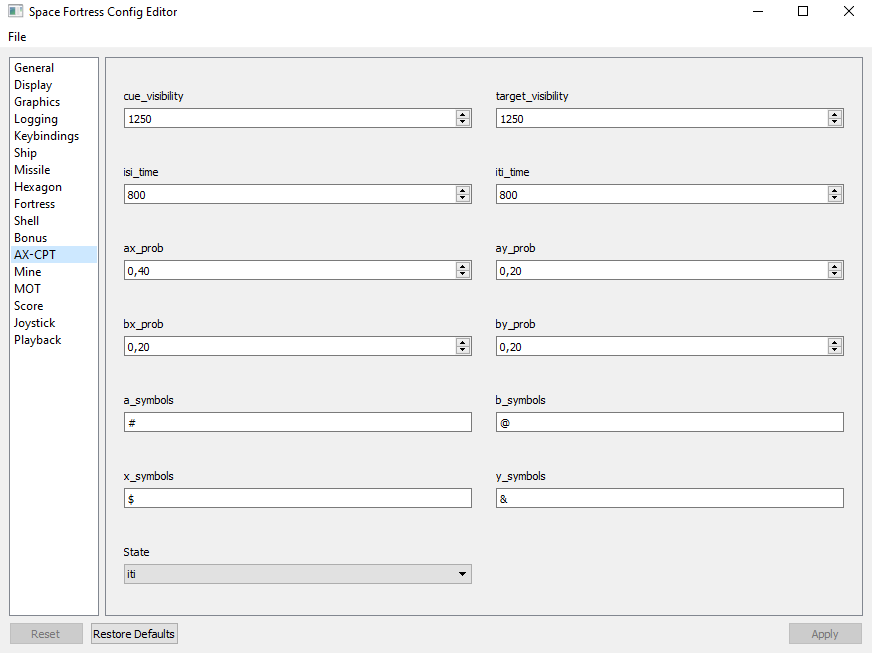 Space Fortress Config Editor
File
General
Display
Graphics
Logging
Keybindings
Ship
Missile
Hexagon
Fortress
Shell
Bonus
AX-CPT
Mine
MOT
Score
Joystick
Playback
cue_visibility
target_visibility
1250
1250
isi_time
iti_time
800
800
ax_prob
ay_prob
0,40
0,20
bx_prob
by_prob
0,20
0,20
a_symbols
b_symbols
#
@
x_symbols
y_symbols
$
&
State
iti
Reset
Restore Defaults
Apply